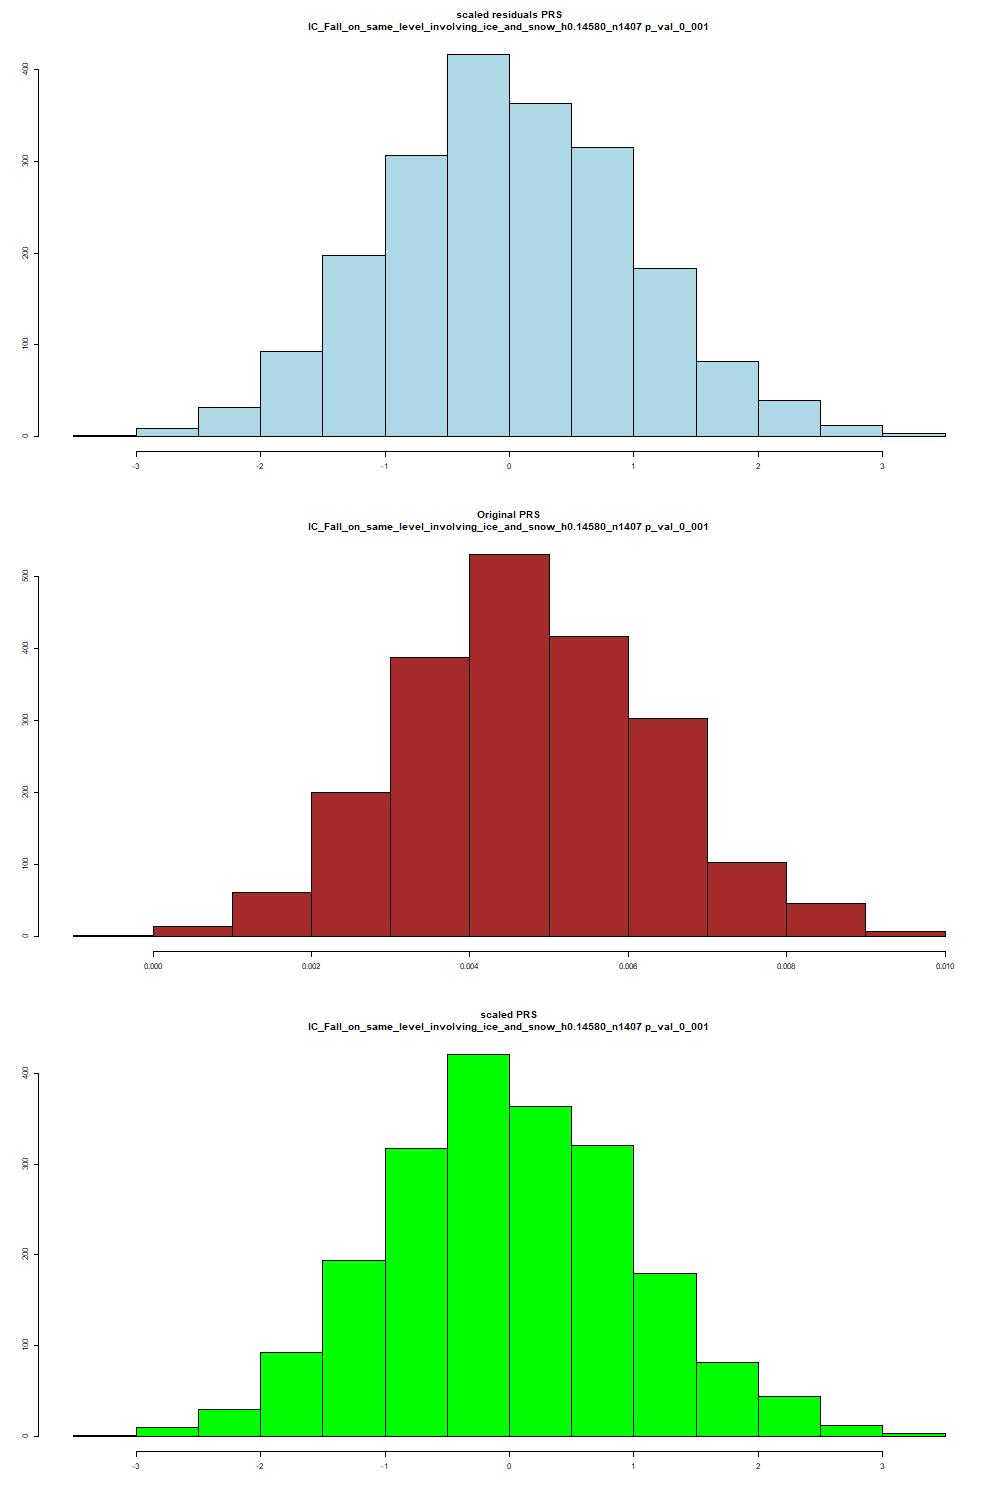 scaled residuals PRS
IC_Fall_on_same_level_involving_ice_and_snow_h0.14580_n1407 p_val_0_001
400
300
200
100
0
-3 -2 -1 0 1 2 3
Original PRS
IC_Fall_on_same_level_involving_ice_and_snow_h0.14580_n1407 p_val_0_001
500
400
300
200
100
0
0.000 0.002 0.004 0.006 0.008 0.010
scaled PRS
IC_Fall_on_same_level_involving_ice_and_snow_h0.14580_n1407 p_val_0_001
400
300
200
100
0
-3 -2 -1 0 1 2 3